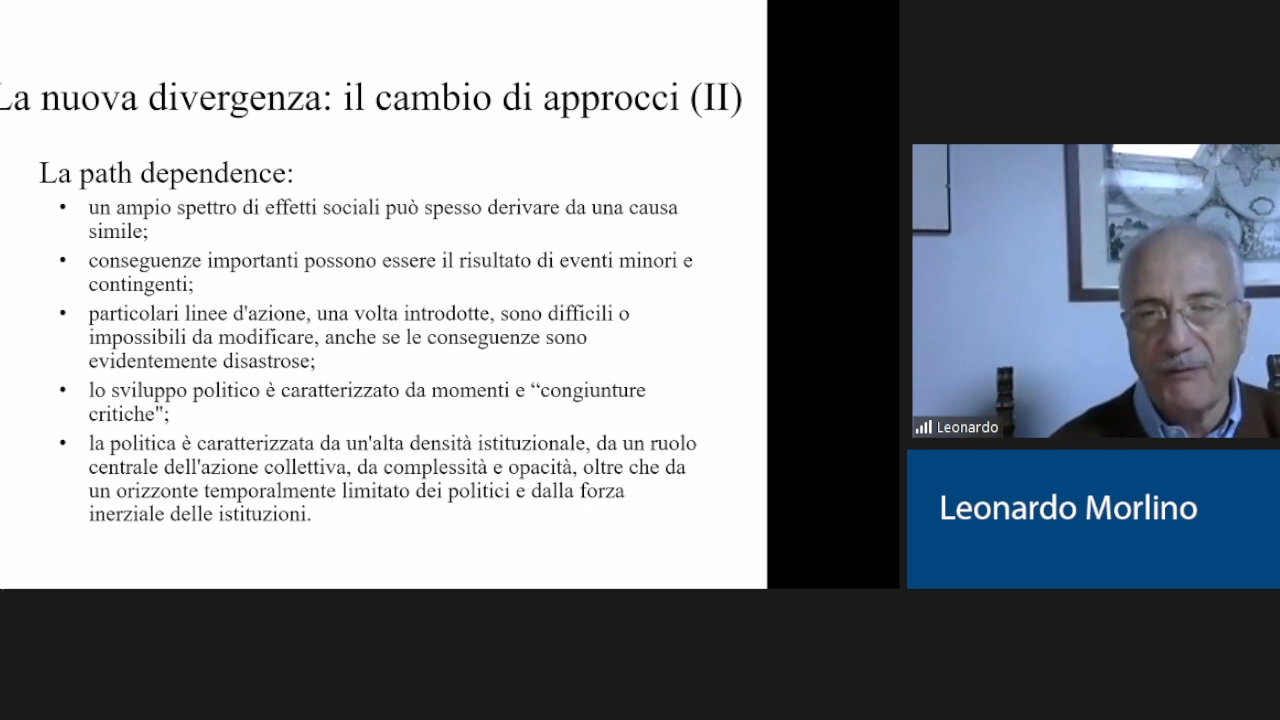 La nuova divergenza: il cambio di approcci (II)
La path dependence:
• un ampio spettro di effetti sociali può spesso derivare da una causa
simile;
• conseguenze importanti possono essere il risultato di eventi minori e
contingenti;
• particolari linee d'azione, una volta introdotte, sono difficili o
impossibili da modificare, anche se le conseguenze sono
evidentemente disastrose;
• lo sviluppo politico è caratterizzato da momenti e “congiunture
critiche";
• la politica è caratterizzata da un'alta densità istituzionale, da un ruolo
centrale dell'azione collettiva, da complessità e opacità, oltre che da
un orizzonte temporalmente limitato dei politici e dalla forza
inerziale delle istituzioni.
Leonardo
Leonardo Morlino